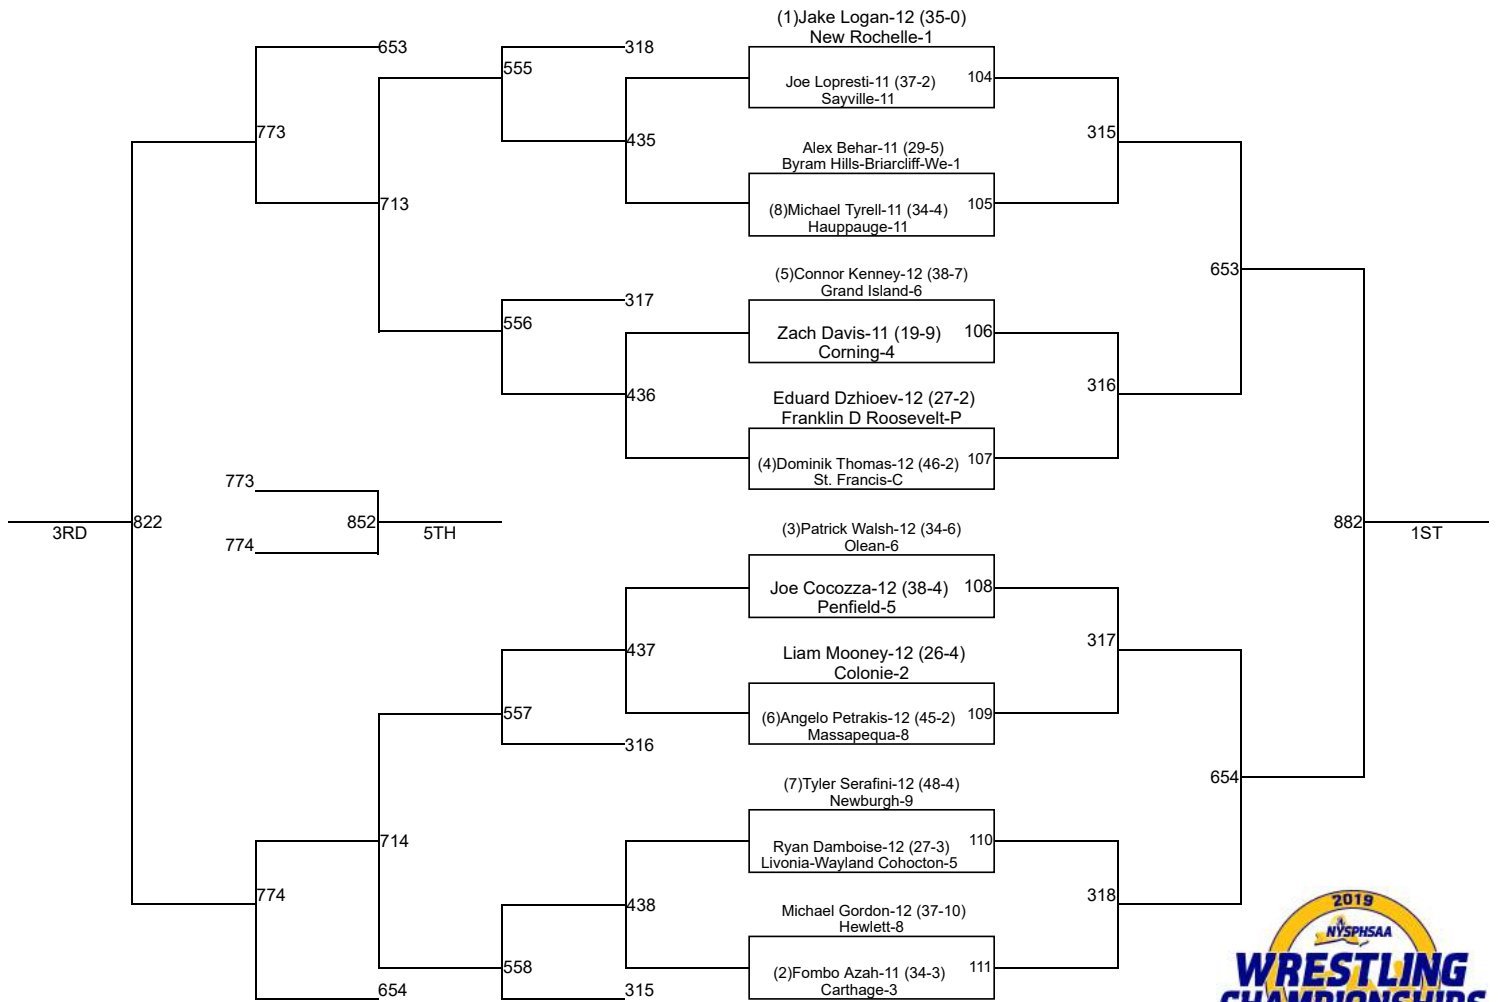 (1)Jake Logan-12 (35-0)
New Rochelle-1
653
318
555
Joe Lopresti-11 (37-2)
Sayville-11
104
773
435
315
Alex Behar-11 (29-5)
Byram Hills-Briarcliff-We-1
713
(8)Michael Tyrell-11 (34-4)
Hauppauge-11
105
653
(5)Connor Kenney-12 (38-7)
Grand Island-6
317
556
Zach Davis-11 (19-9)
Corning-4
106
436
316
Eduard Dzhioev-12 (27-2)
Franklin D Roosevelt-P
(4)Dominik Thomas-12 (46-2)
St. Francis-C
107
773
3RD
822
852
5TH
774
882
1ST
(3)Patrick Walsh-12 (34-6)
Olean-6
Joe Cocozza-12 (38-4)
Penfield-5
108
437
317
Liam Mooney-12 (26-4)
Colonie-2
557
(6)Angelo Petrakis-12 (45-2)
Massapequa-8
109
316
654
(7)Tyler Serafini-12 (48-4)
Newburgh-9
714
Ryan Damboise-12 (27-3)
Livonia-Wayland Cohocton-5
110
774
438
318
Michael Gordon-12 (37-10)
Hewlett-8
558
(2)Fombo Azah-11 (34-3)
Carthage-3
111
654
315
2019
NYSPHSAA
WRESTLING
CHAMPIONSHIPS